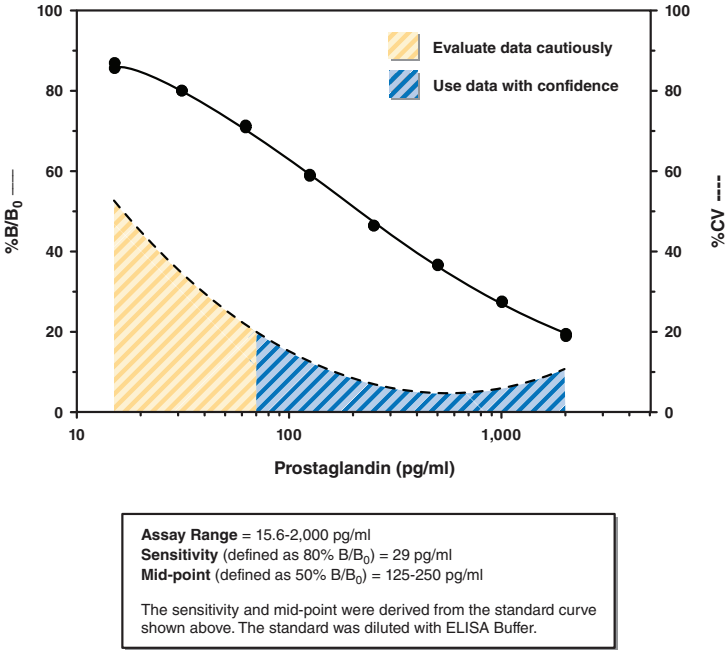 100
80
60
40
20
0
%B/B0 ——
100
80
60
40
20
0
%CV ----
Evaluate data cautiously
Use data with confidence
10
100
1,000
Prostaglandin (pg/ml)
Assay Range = 15.6-2,000 pg/ml
Sensitivity (defined as 80% B/B0) = 29 pg/ml
Mid-point (defined as 50% B/B0) = 125-250 pg/ml
The sensitivity and mid-point were derived from the standard curve
shown above. The standard was diluted with ELISA Buffer.